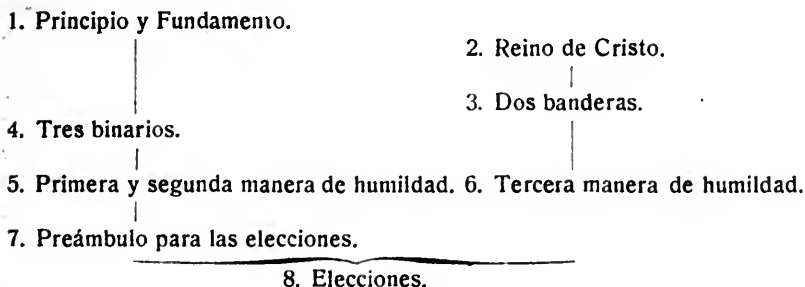 1. Principio y Fundamento.
2. Reino de Cristo.
3. Dos banderas.
4. Tres binarios.
5. Primera y segunda manera de humildad. 6. Tercera manera de humildad.
7. Preámbulo para las elecciones.
8. Elecciones.